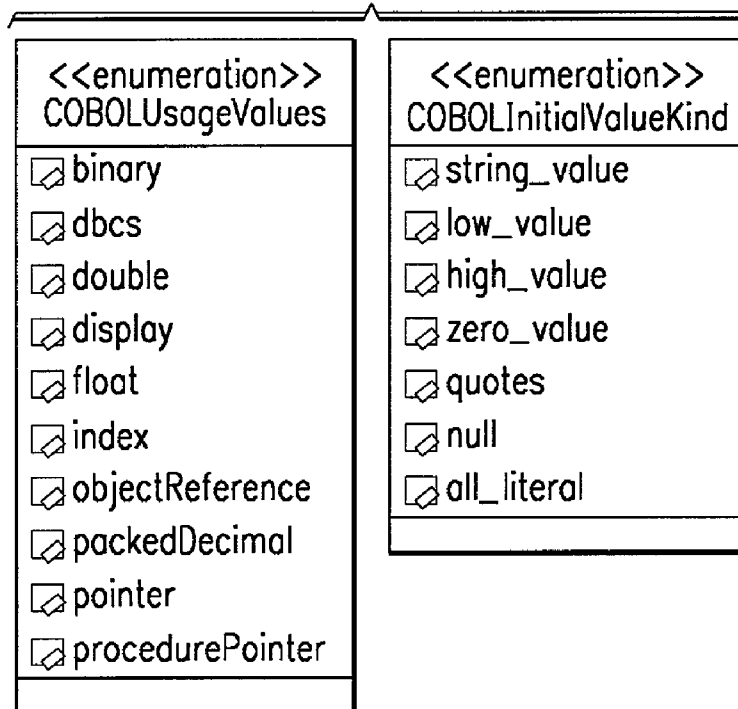 <<enumeration>>
COBOLUsageValues
binary
dbcs
double
display
float
index
objectReference
packedDecimal
pointer
procedurePointer
<<enumeration>>
COBOLInitialValueKind
string_value
low_value
high_value
zero_value
quotes
null
all_literal